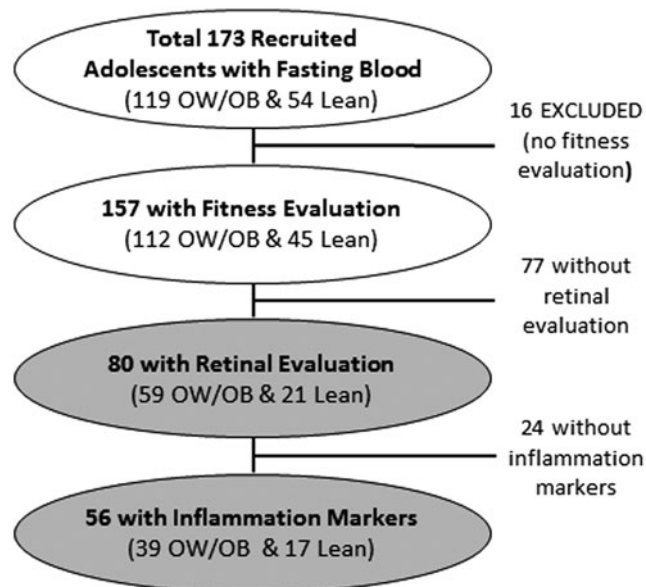 Total 173 Recruited
Adolescents with Fasting Blood
(119 OW/OB & 54 Lean)
16 EXCLUDED
(no fitness
evaluation)
157 with Fitness Evaluation
(112 OW/OB & 45 Lean)
77 without
retinal
evaluation
80 with Retinal Evaluation
(59 OW/OB & 21 Lean)
24 without
inflammation
markers
56 with Inflammation Markers
(39 OW/OB & 17 Lean)